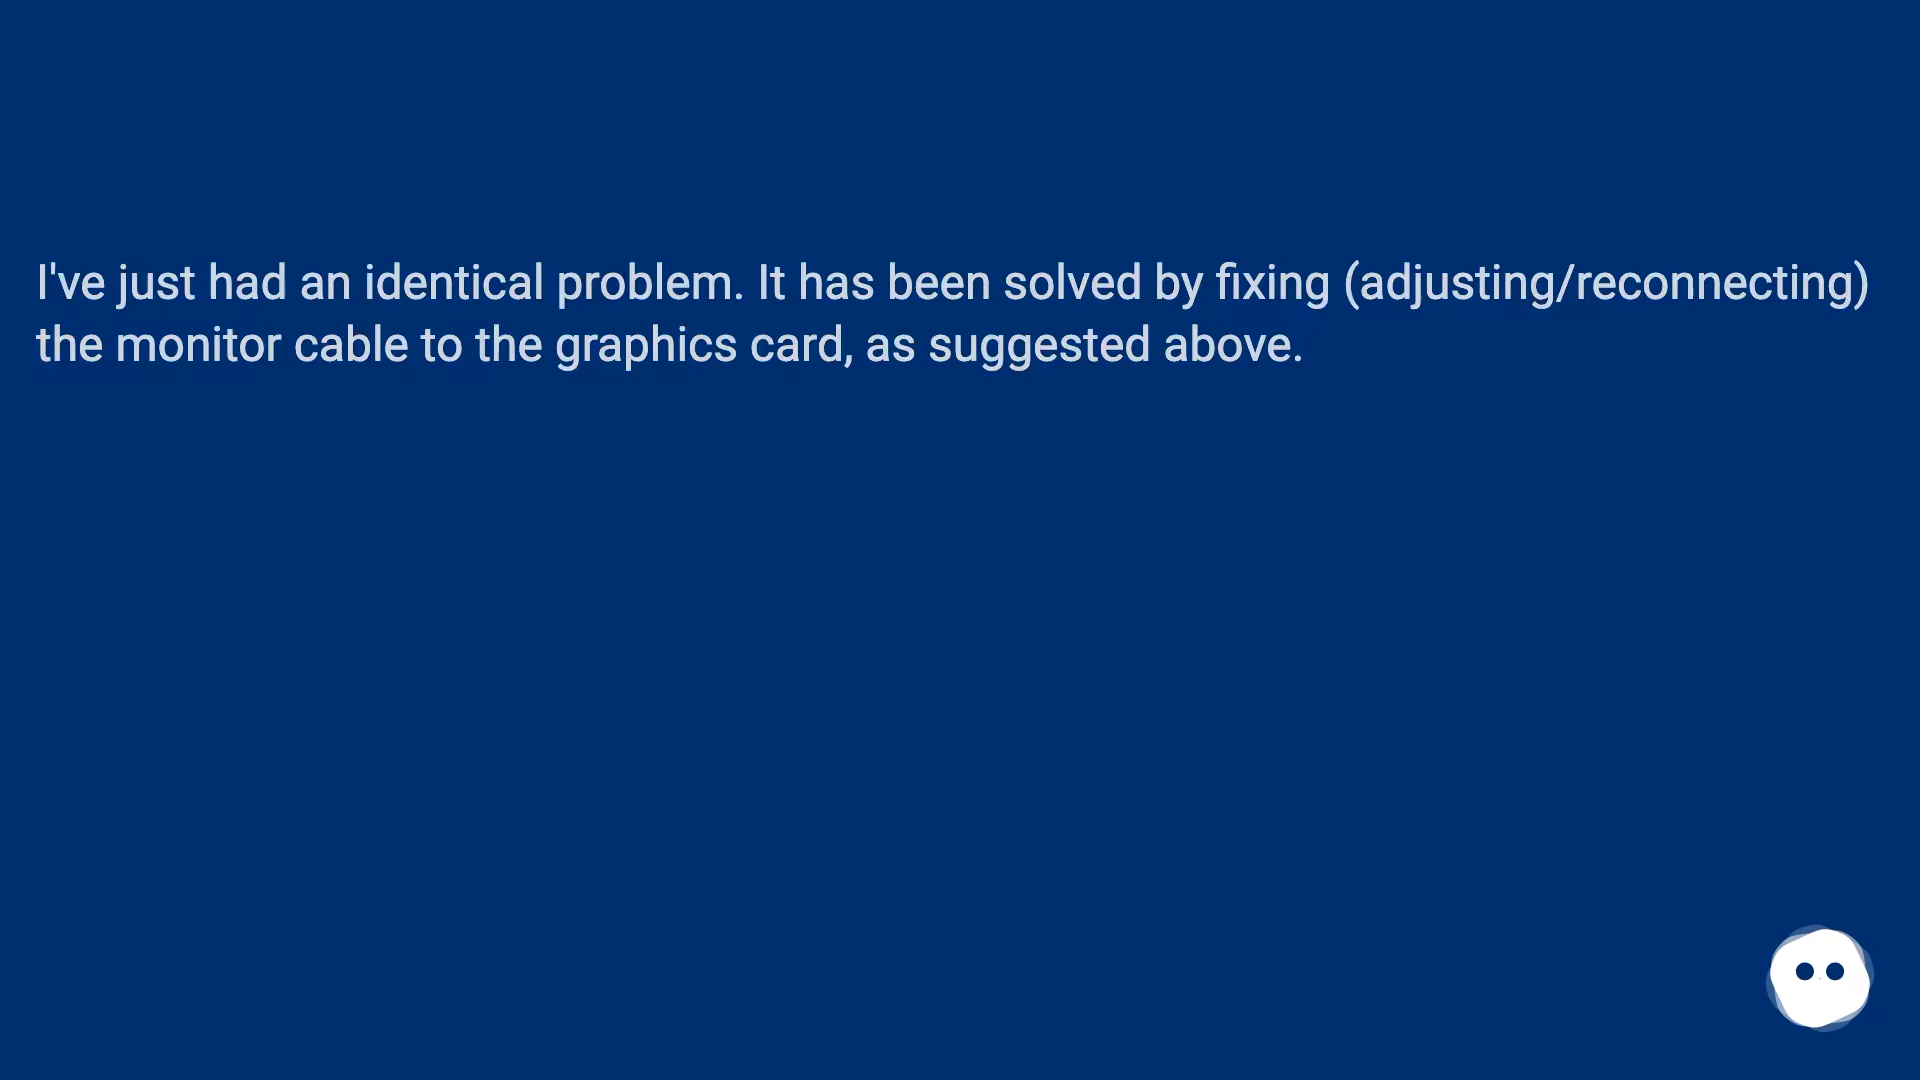 I've just had an identical problem. It has been solved by fixing (adjusting/reconnecting)
the monitor cable to the graphics card, as suggested above.